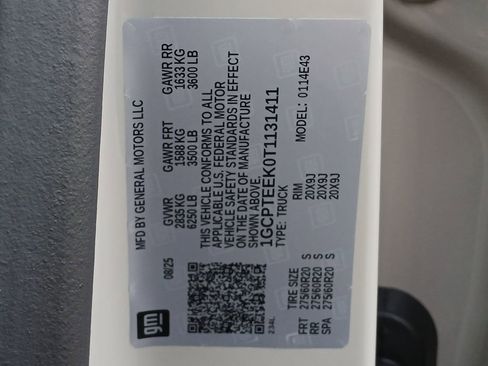 gm
MFD BY GENERAL MOTORS LLC
08/25
GVWR GAWR FRT GAWR RR
2835 KG 1588 KG 1633 KG
6250 LB 3500 LB 3600 LB
THIS VEHICLE CONFORMS TO ALL
APPLICABLE U.S. FEDERAL MOTOR
VEHICLE SAFETY STANDARDS IN EFFECT
ON THE DATE OF MANUFACTURE
SHOWN ABOVE.
1GCPTEEK0T1131411
TYPE: TRUCK MODEL: 0114E43
234L
TIRE SIZE RIM
FRT 275/60R20 S 20X9J
RR 275/60R20 S 20X9J
SPA 275/60R20 S 20X9J